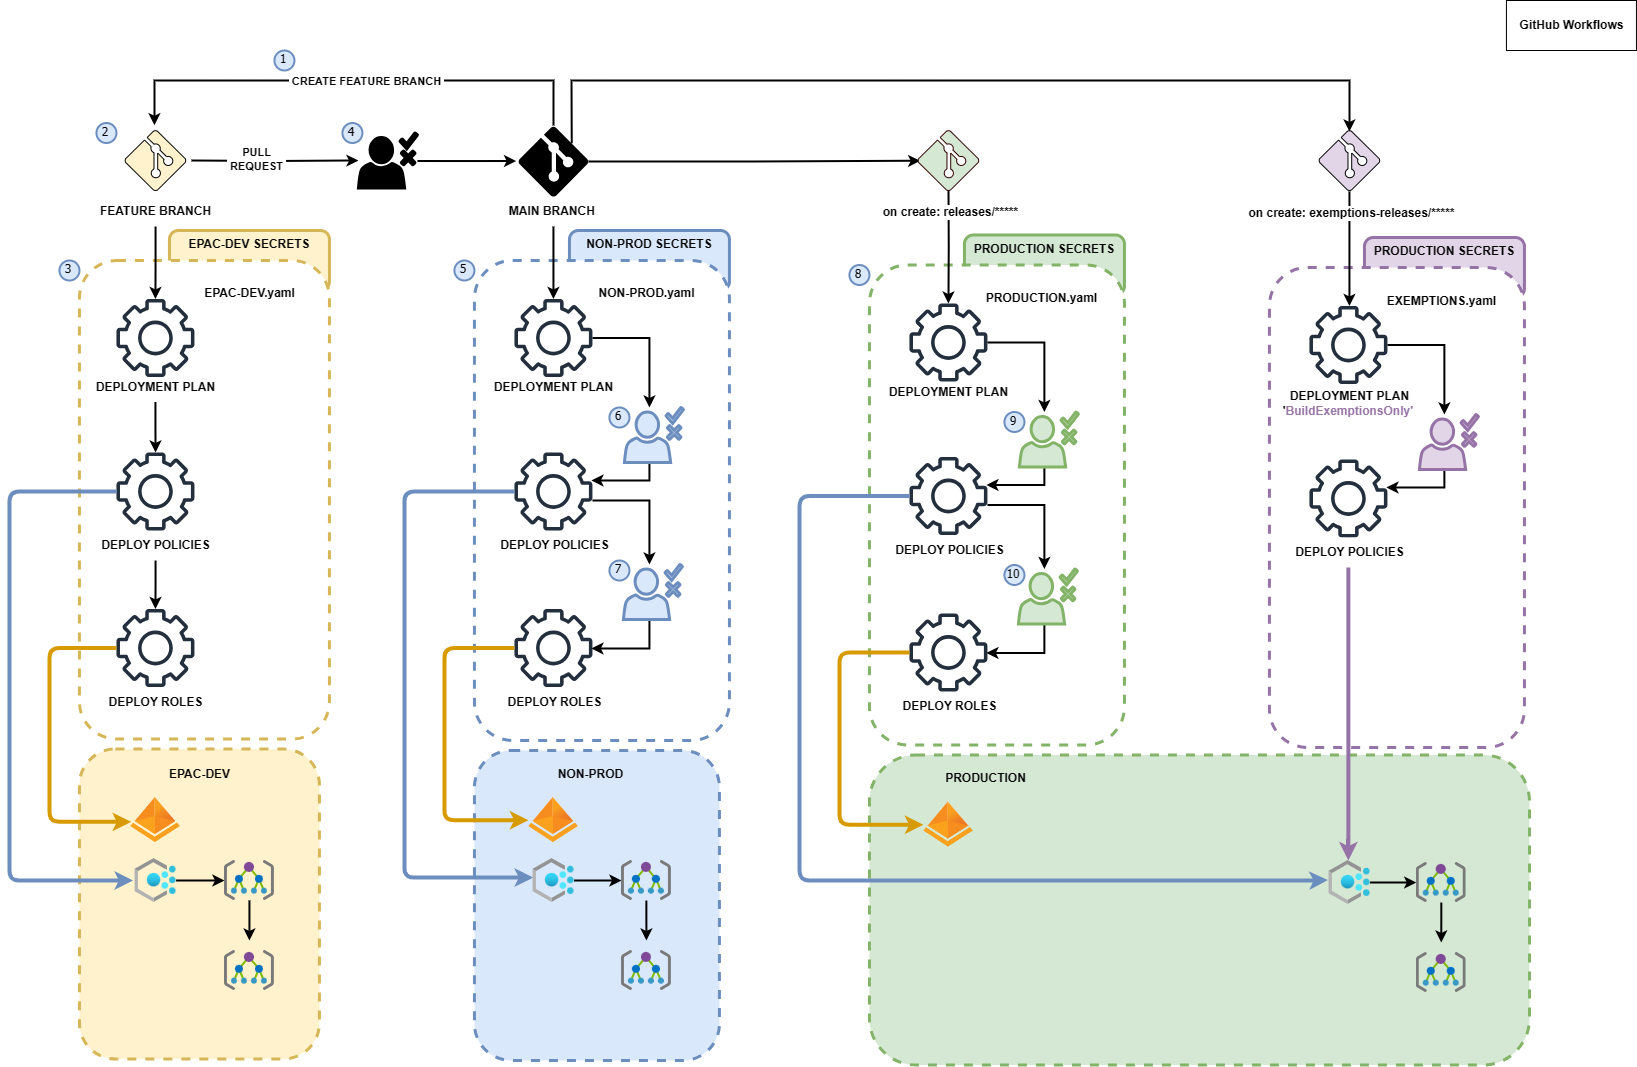 GitHub Workflows
1
CREATE FEATURE BRANCH
2
PULL
REQUEST
4
FEATURE BRANCH
MAIN BRANCH
on create: releases/*****
on create: exemptions-releases/*****
EPAC-DEV SECRETS
NON-PROD SECRETS
PRODUCTION SECRETS
PRODUCTION SECRETS
3
5
8
EPAC-DEV.yaml
NON-PROD.yaml
PRODUCTION.yaml
EXEMPTIONS.yaml
DEPLOYMENT PLAN
DEPLOYMENT PLAN
DEPLOYMENT PLAN
DEPLOYMENT PLAN
'BuildExemptionsOnly'
6
9
DEPLOY POLICIES
DEPLOY POLICIES
DEPLOY POLICIES
DEPLOY POLICIES
7
10
DEPLOY ROLES
DEPLOY ROLES
DEPLOY ROLES
EPAC-DEV
NON-PROD
PRODUCTION